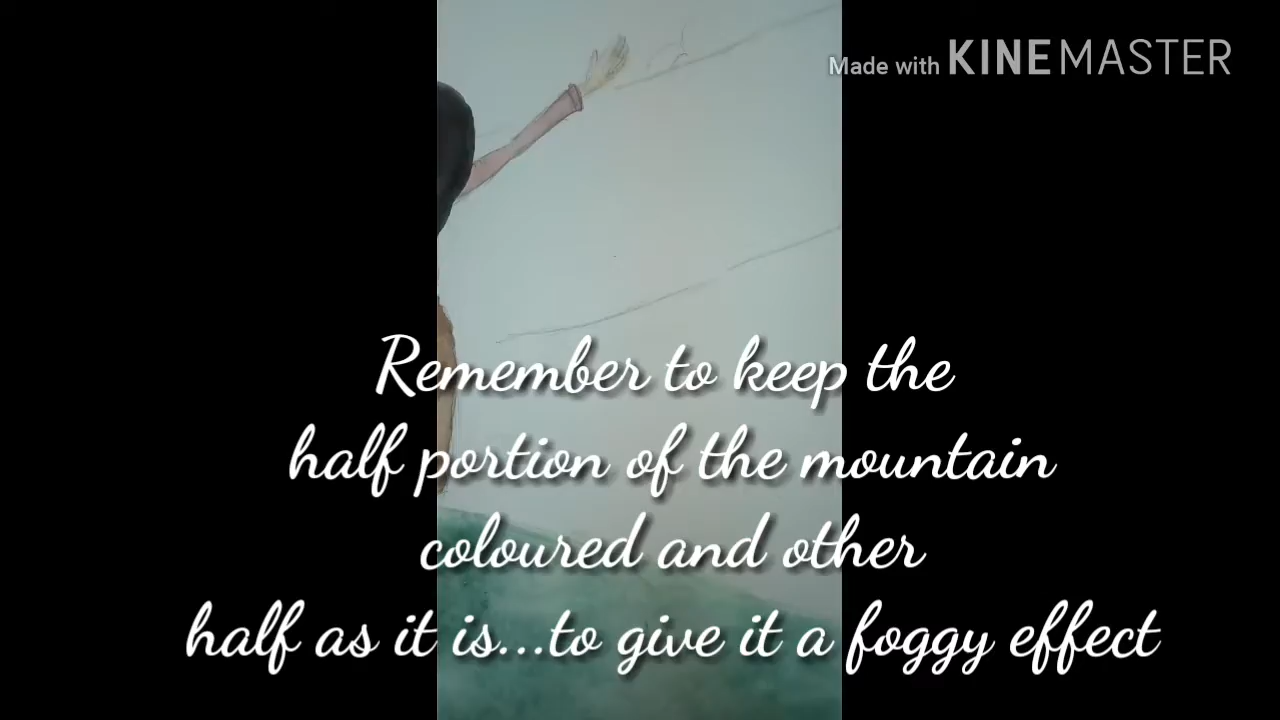 Made with KINEMASTER
Remember to keep the
half portion of the mountain
coloured and other
half as it is...to give it a foggy effect